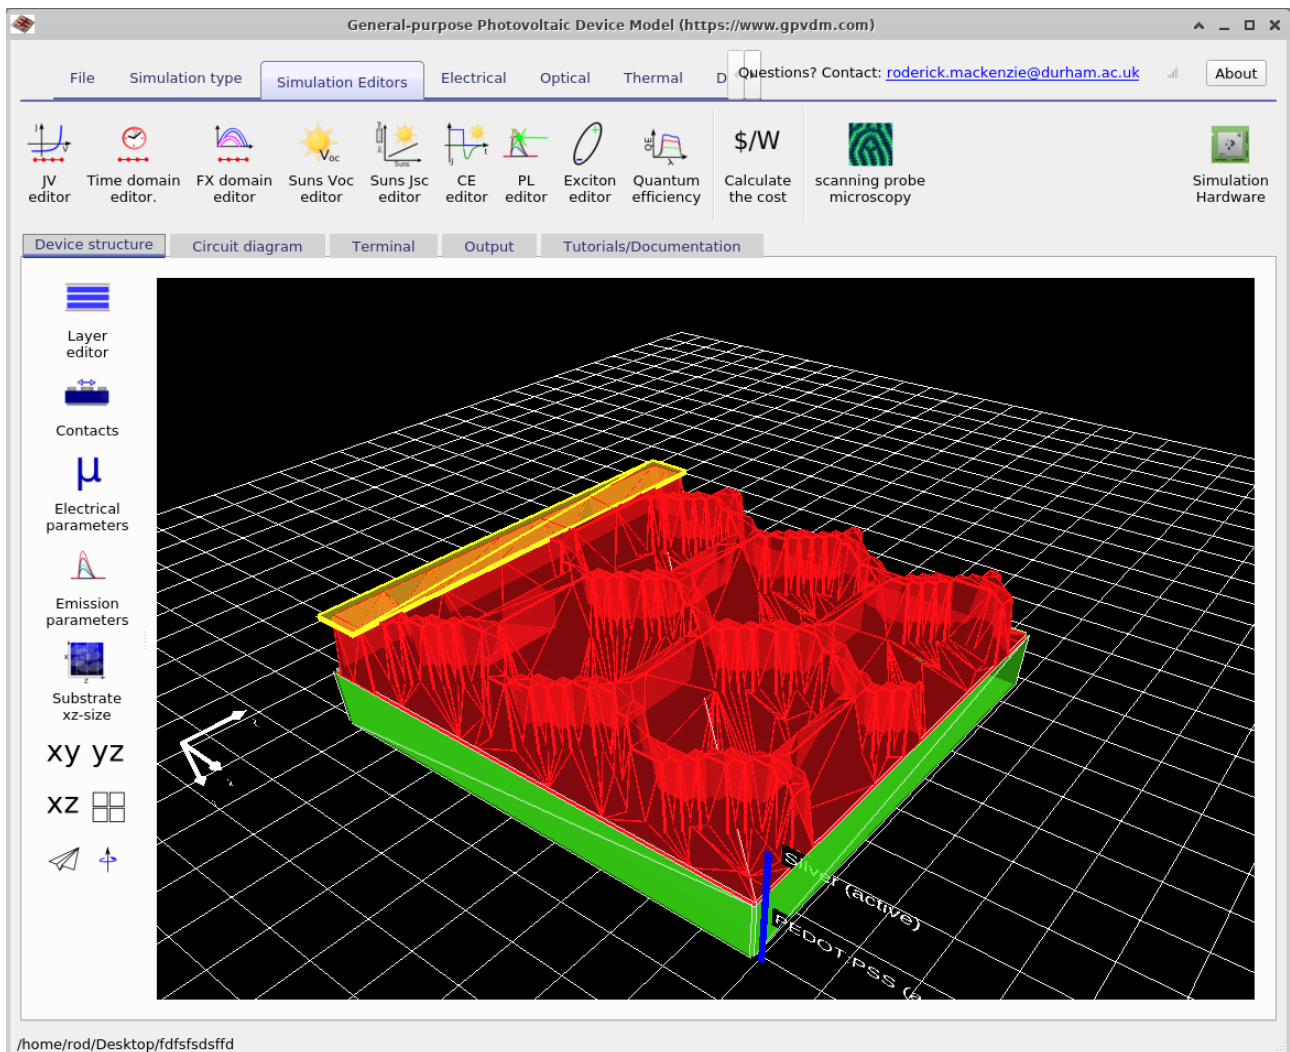 General-purpose Photovoltaic Device Model (https://www.gpvdm.com)
File
Simulation type
Simulation Editors
Electrical
Optical
Thermal
D
Questions? Contact: roderick.mackenzie@durham.ac.uk
About
JV
editor
Time domain
editor.
FX domain
editor
Suns Voc
editor
Suns Jsc
editor
CE
editor
PL
editor
Exciton
editor
Quantum
efficiency
$/W
Calculate
the cost
scanning probe
microscopy
Simulation
Hardware
Device structure
Circuit diagram
Terminal
Output
Tutorials/Documentation
Layer
editor
Contacts
μ
Electrical
parameters
Emission
parameters
Substrate
xz-size
xy yz
xz
Silver (active)
PEDOT:PSS (a
/home/rod/Desktop/fdfsfsdsffd